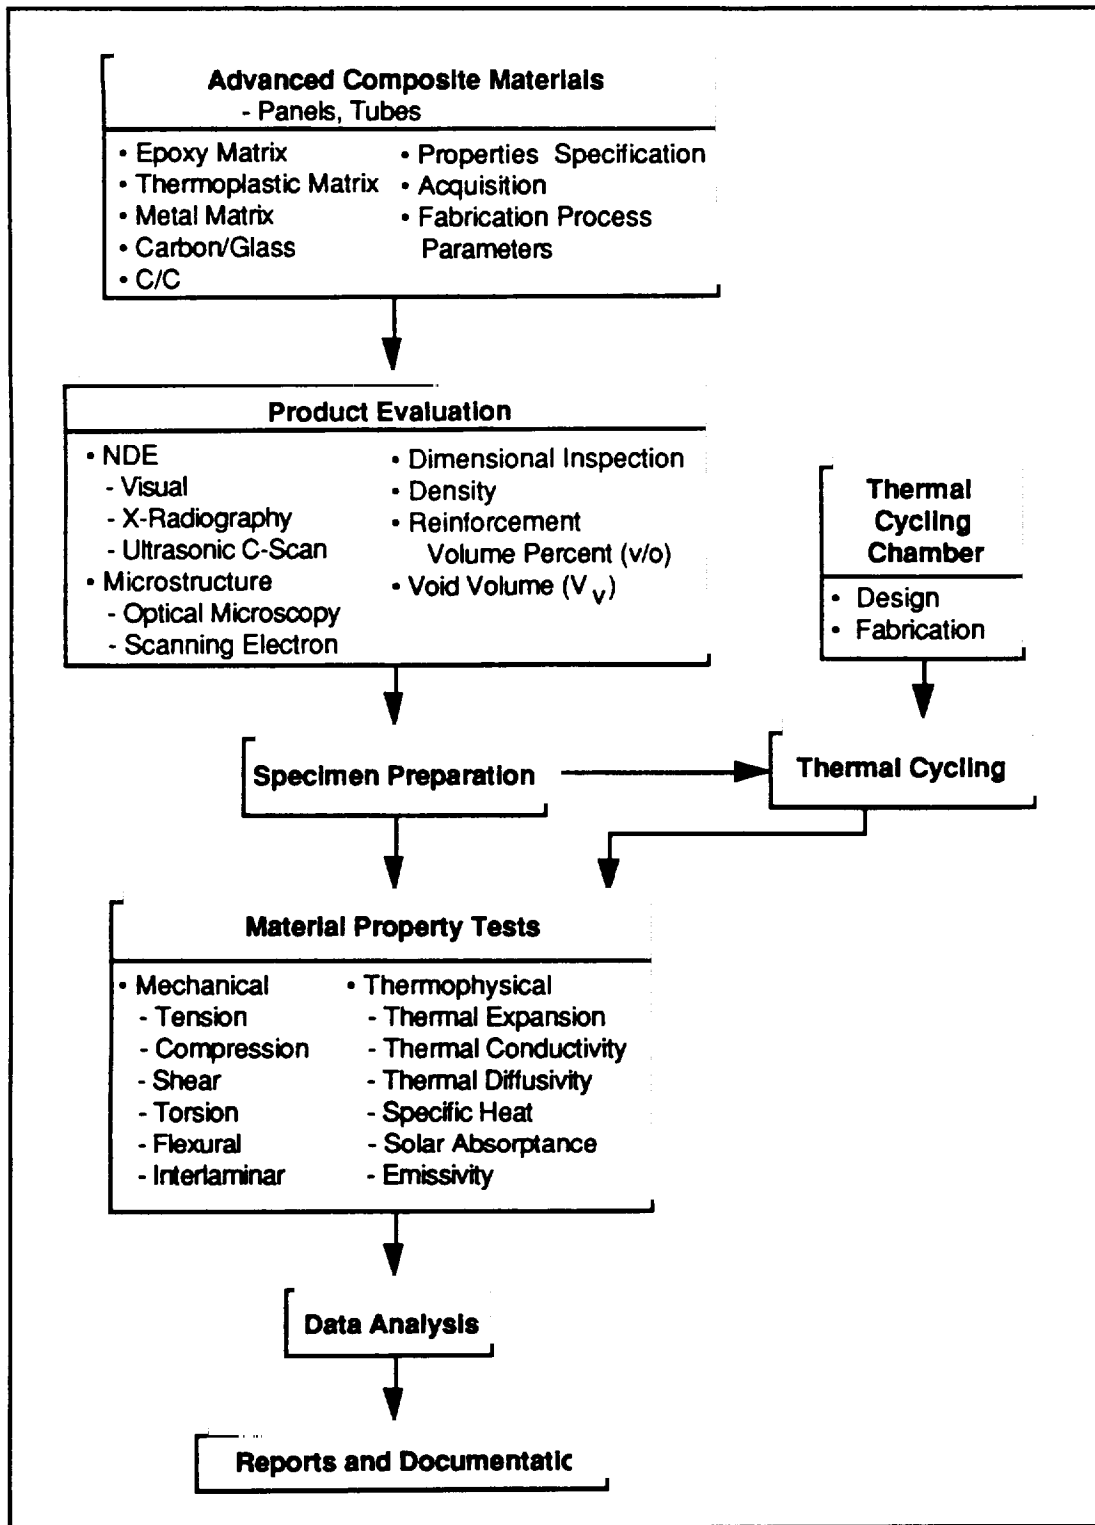 Advanced Composite Materials
- Panels, Tubes
• Epoxy Matrix
• Thermoplastic Matrix
• Metal Matrix
• Carbon/Glass
• C/C
• Properties Specification
• Acquisition
• Fabrication Process
Parameters
Product Evaluation
• NDE
- Visual
- X-Radiography
- Ultrasonic C-Scan
• Microstructure
- Optical Microscopy
- Scanning Electron
• Dimensional Inspection
• Density
• Reinforcement
Volume Percent (v/o)
• Void Volume (V v)
Thermal
Cycling
Chamber
• Design
• Fabrication
Specimen Preparation
Thermal Cycling
Material Property Tests
• Mechanical
- Tension
- Compression
- Shear
- Torsion
- Flexural
- Interlaminar
• Thermophysical
- Thermal Expansion
- Thermal Conductivity
- Thermal Diffusivity
- Specific Heat
- Solar Absorptance
- Emissivity
Data Analysis
Reports and Documentatic